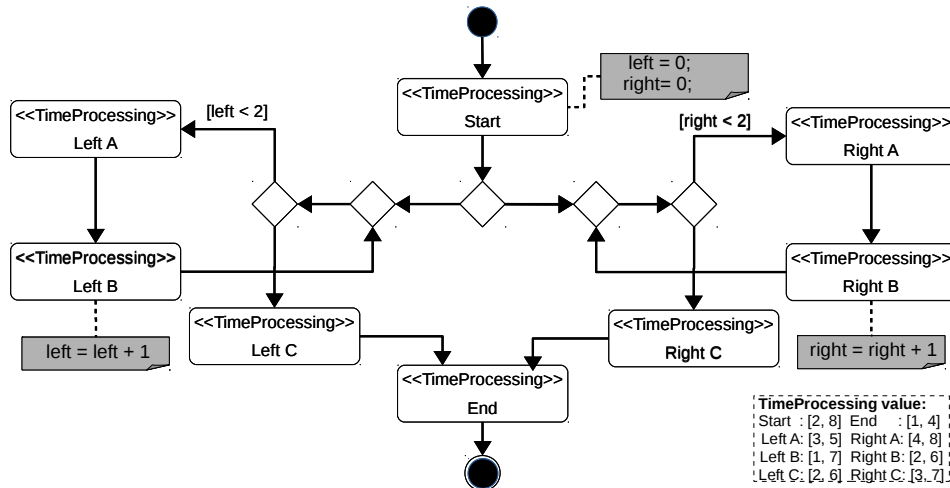 left = 0;
right= 0;
<<TimeProcessing>>
Start
[left < 2]
[right < 2]
<<TimeProcessing>>
Left A
<<TimeProcessing>>
Right A
<<TimeProcessing>>
Left B
<<TimeProcessing>>
Right B
<<TimeProcessing>>
Left C
<<TimeProcessing>>
Right C
left = left + 1
right = right + 1
<<TimeProcessing>>
End
TimeProcessing value:
Start : [2, 8] End : [1, 4]
Left A: [3, 5] Right A: [4, 8]
Left B: [1, 7] Right B: [2, 6]
Left C: [2, 6] Right C: [3, 7]